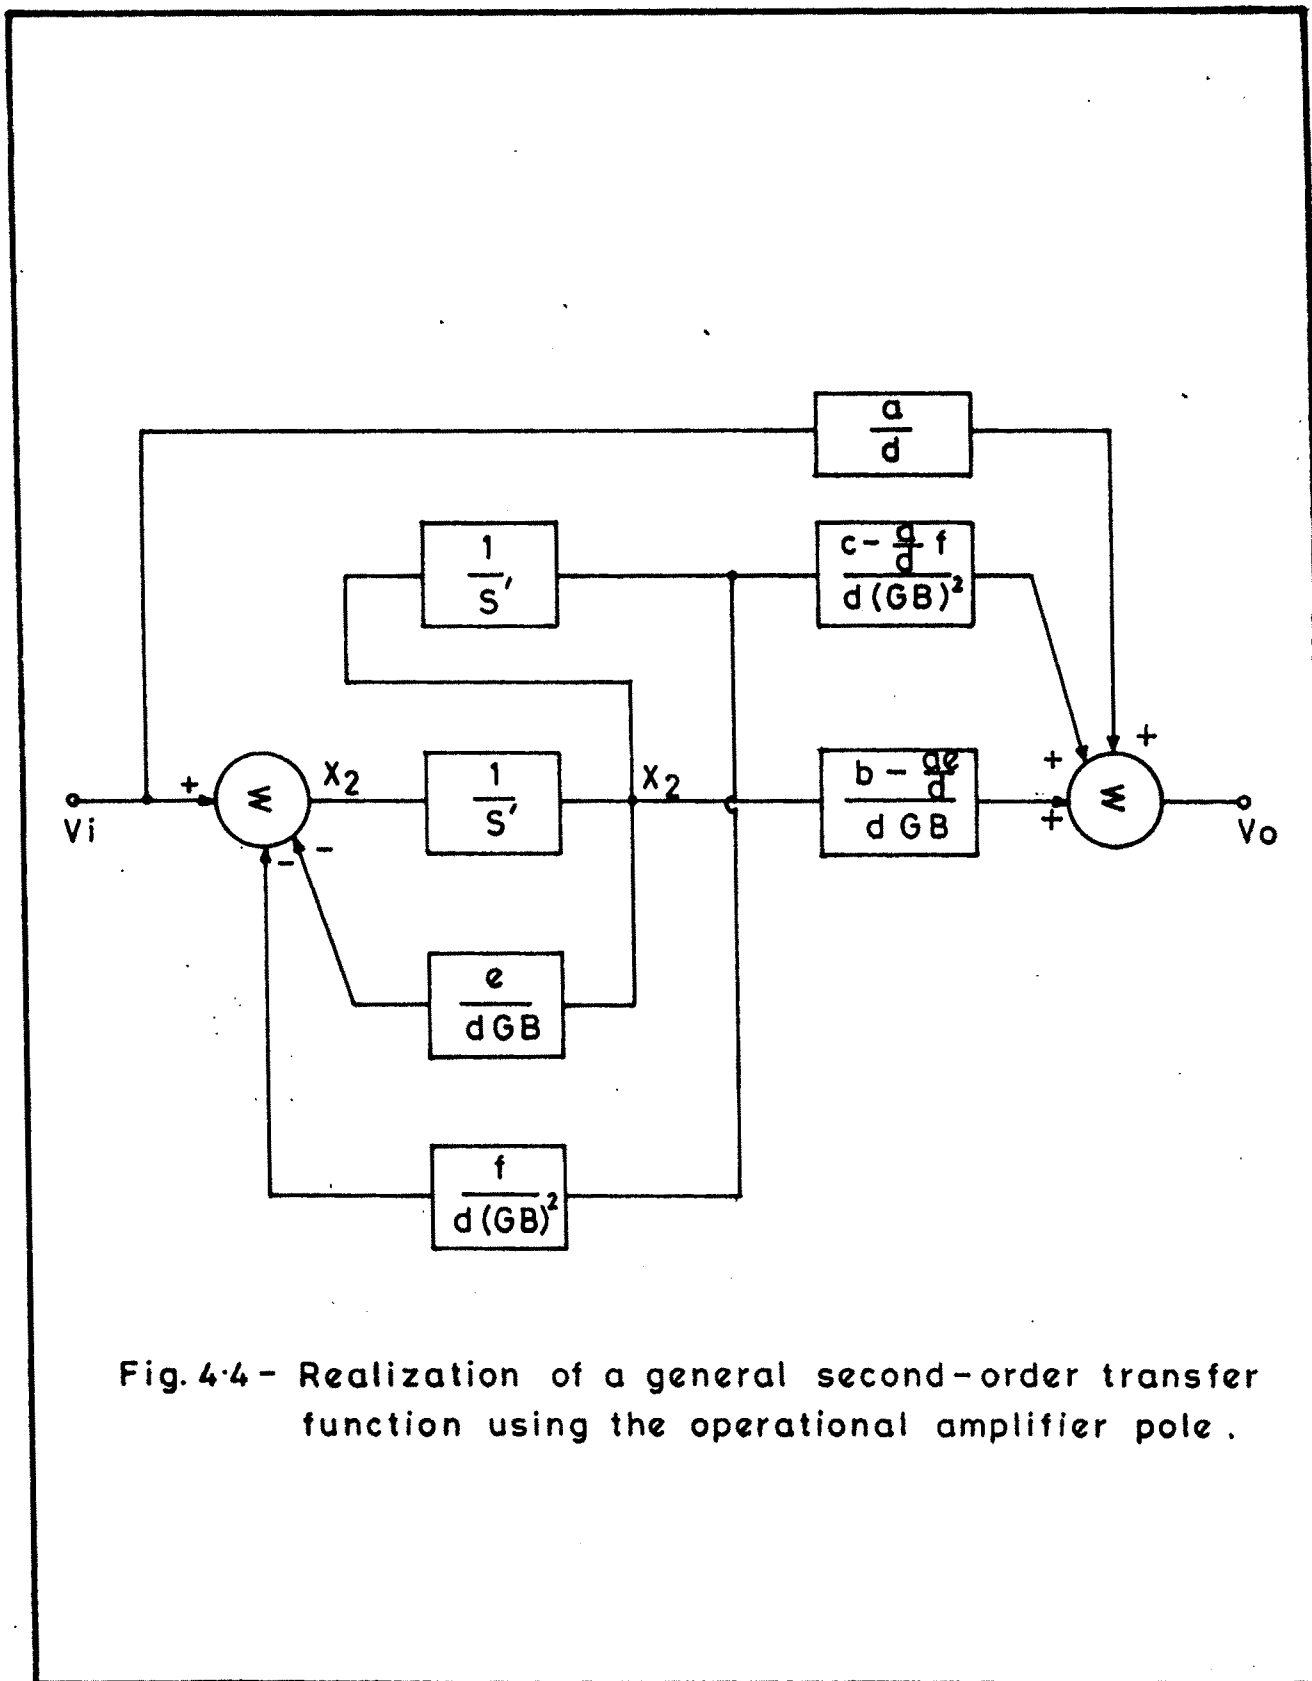 a
d
1
S'
c - a/d f
d (GB)²
+
+
+
X2
1
S'
X2
b - ae/d
d GB
+
Σ
Σ
Vi
Vo
-
-
e
d GB
f
d (GB)²
Fig. 4.4 - Realization of a general second-order transfer
function using the operational amplifier pole .